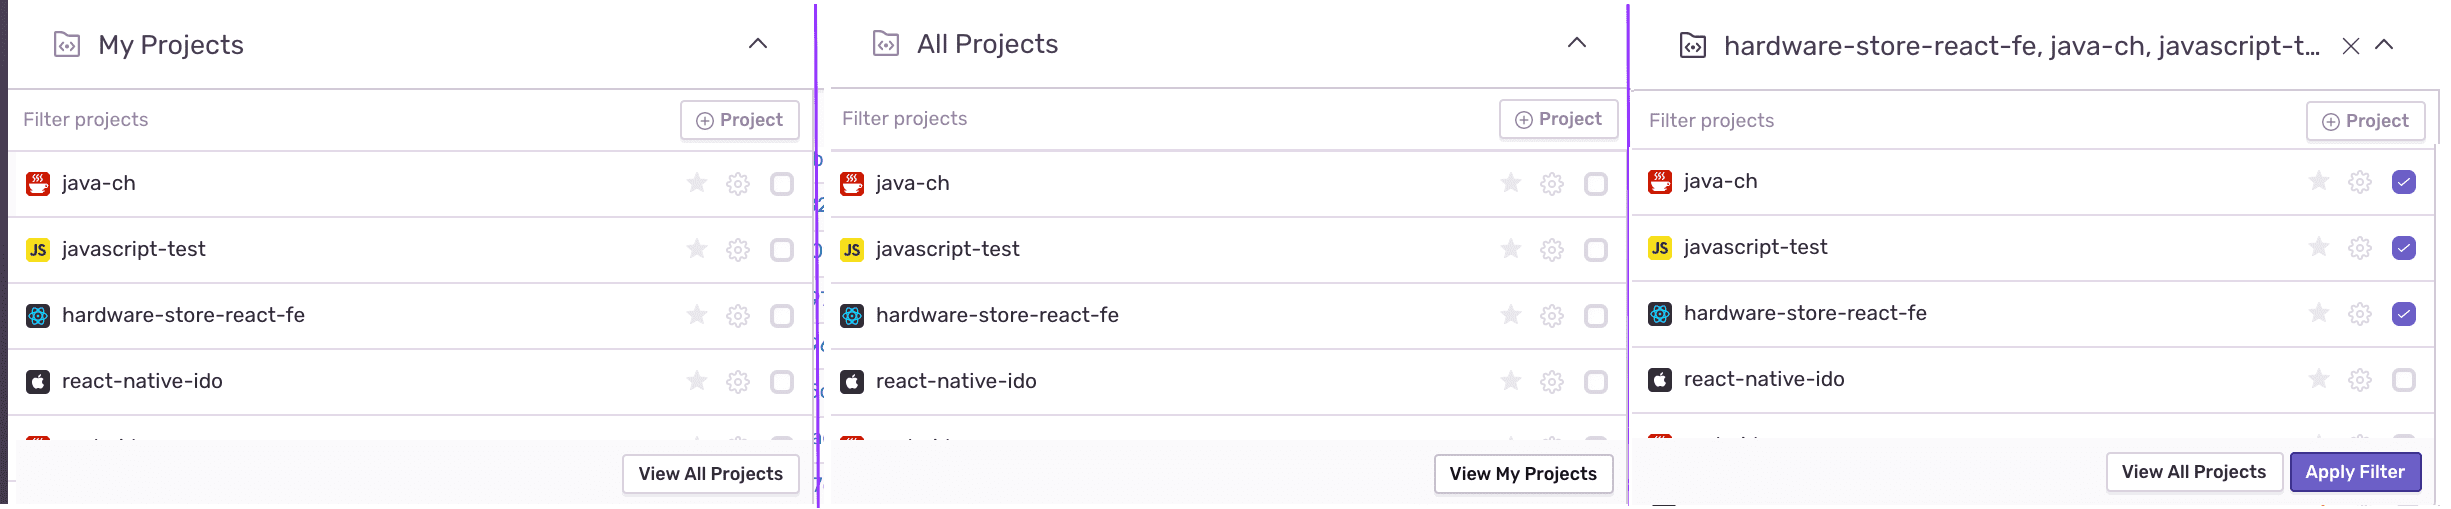 My Projects
Filter projects
Project
java-ch
JS
javascript-test
hardware-store-react-fe
react-native-ido
View All Projects
All Projects
Filter projects
Project
java-ch
JS
javascript-test
hardware-store-react-fe
react-native-ido
View My Projects
hardware-store-react-fe, java-ch, javascript-t...
Filter projects
Project
java-ch
JS
javascript-test
hardware-store-react-fe
react-native-ido
View All Projects
Apply Filter